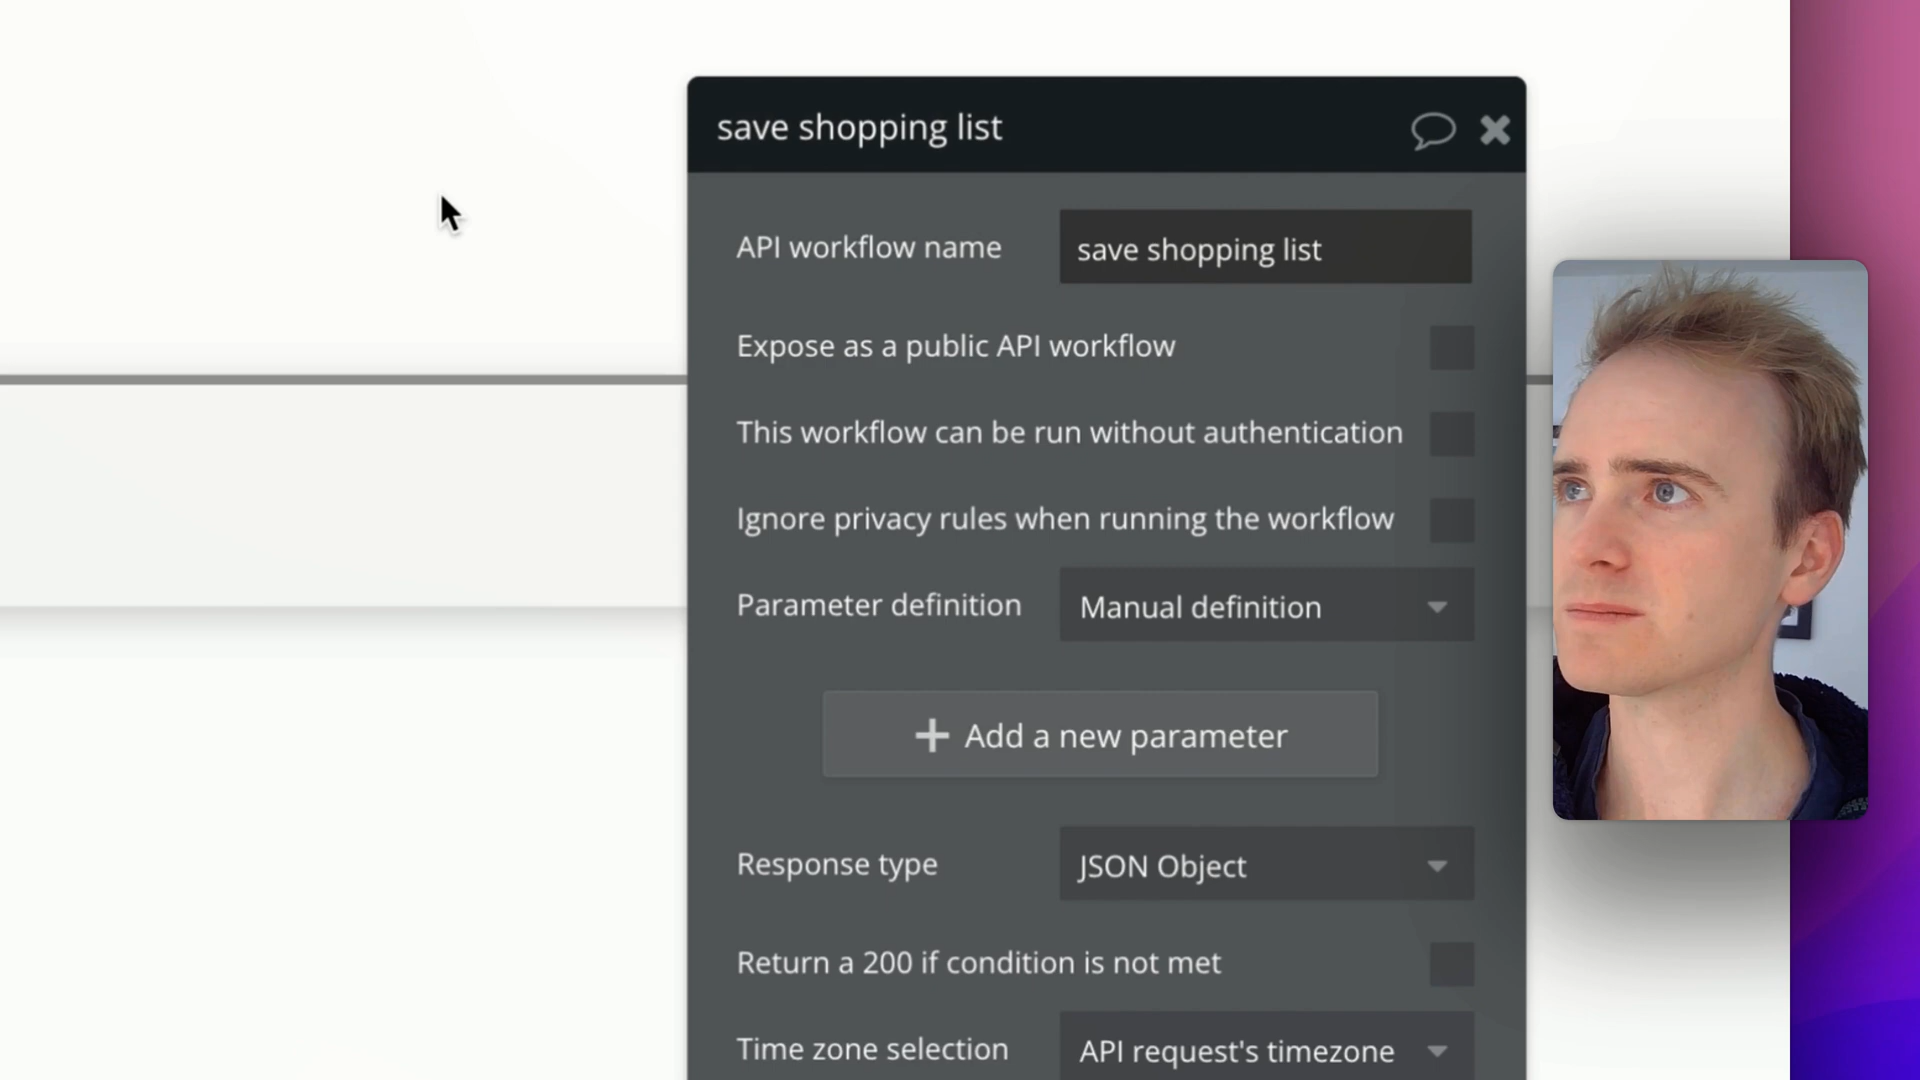 save shopping list
API workflow name
save shopping list
Expose as a public API workflow
This workflow can be run without authentication
Ignore privacy rules when running the workflow
Parameter definition
Manual definition
Add a new parameter
Response type
JSON Object
Return a 200 if condition is not met
Time zone selection
API request's timezone